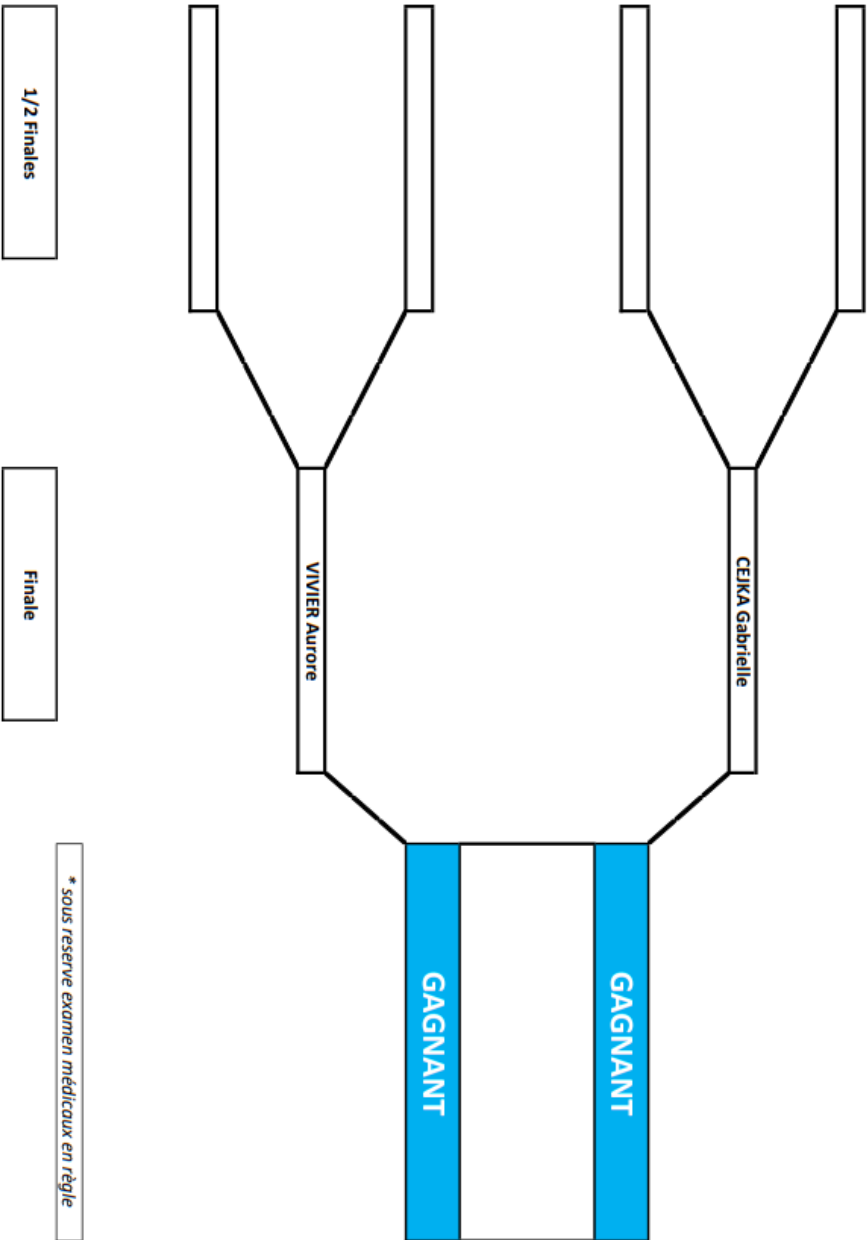 CEJKA Gabrielle
GAGNANT
GAGNANT
VIVIER Aurore
* sous reserve examen médicaux en règle
1/2 Finales
Finale